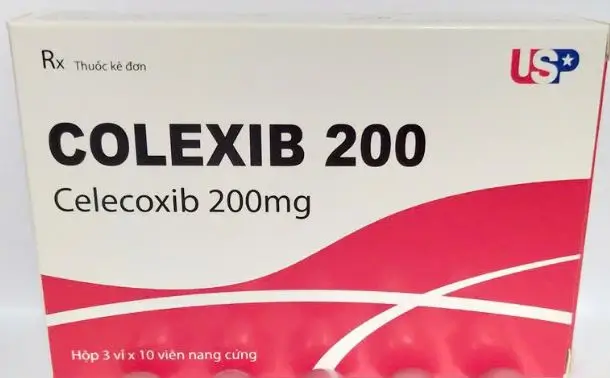 Rx Thuốc kê đơn
USP
COLEXIB 200
Celecoxib 200mg
Hộp 3 vỉ x 10 viên nang cứng